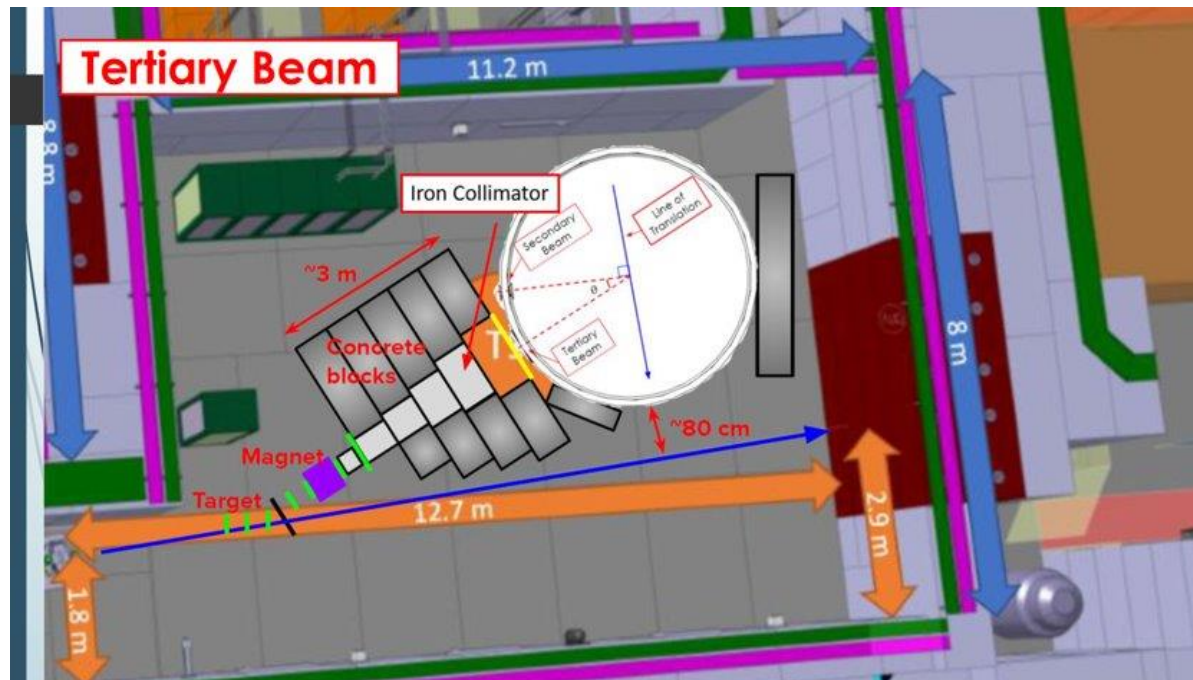 Tertiary Beam
11.2 m
8.8 m
Iron Collimator
Secondary
Beam
Line of
Translation
~3 m
θ
Tertiary
Beam
Concrete
blocks
8 m
~80 cm
Magnet
Target
12.7 m
2.9 m
1.8 m